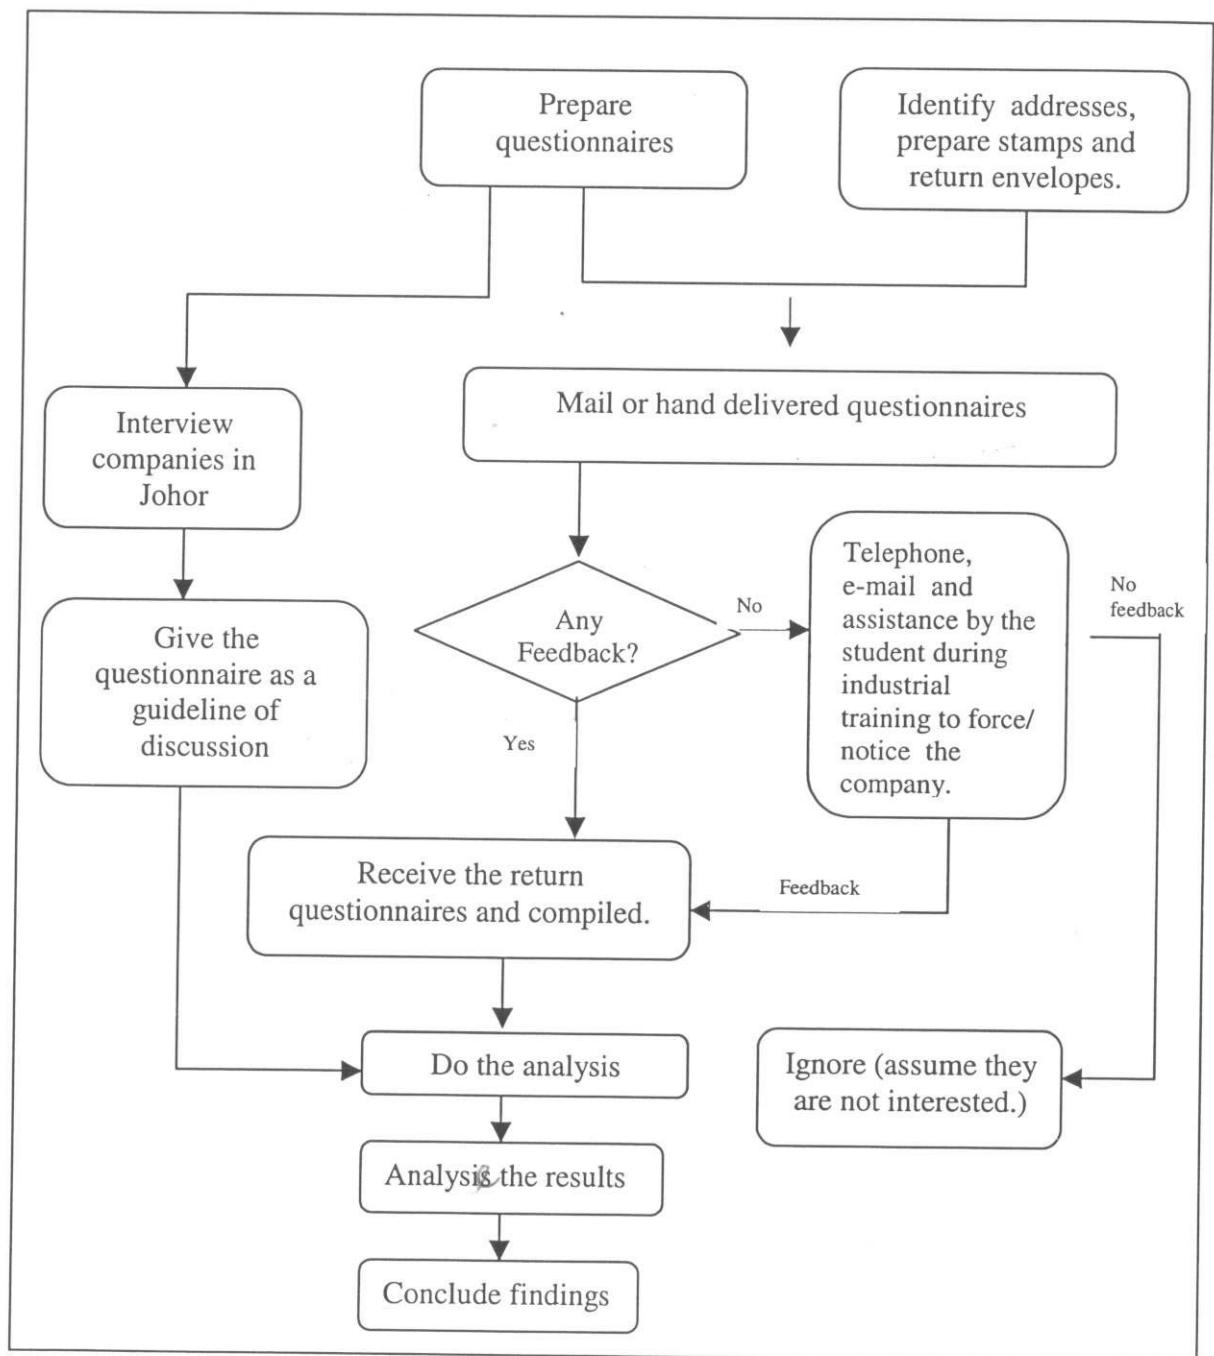 Prepare
questionnaires
Identify addresses,
prepare stamps and
return envelopes.
Interview
companies in
Johor
Mail or hand delivered questionnaires
Give the
questionnaire as a
guideline of
discussion
Any
Feedback?
No
Telephone,
e-mail and
assistance by the
student during
industrial
training to force/
notice the
company.
No
feedback
Yes
Receive the return
questionnaires and compiled.
Feedback
Do the analysis
Ignore (assume they
are not interested.)
Analysis the results
Conclude findings